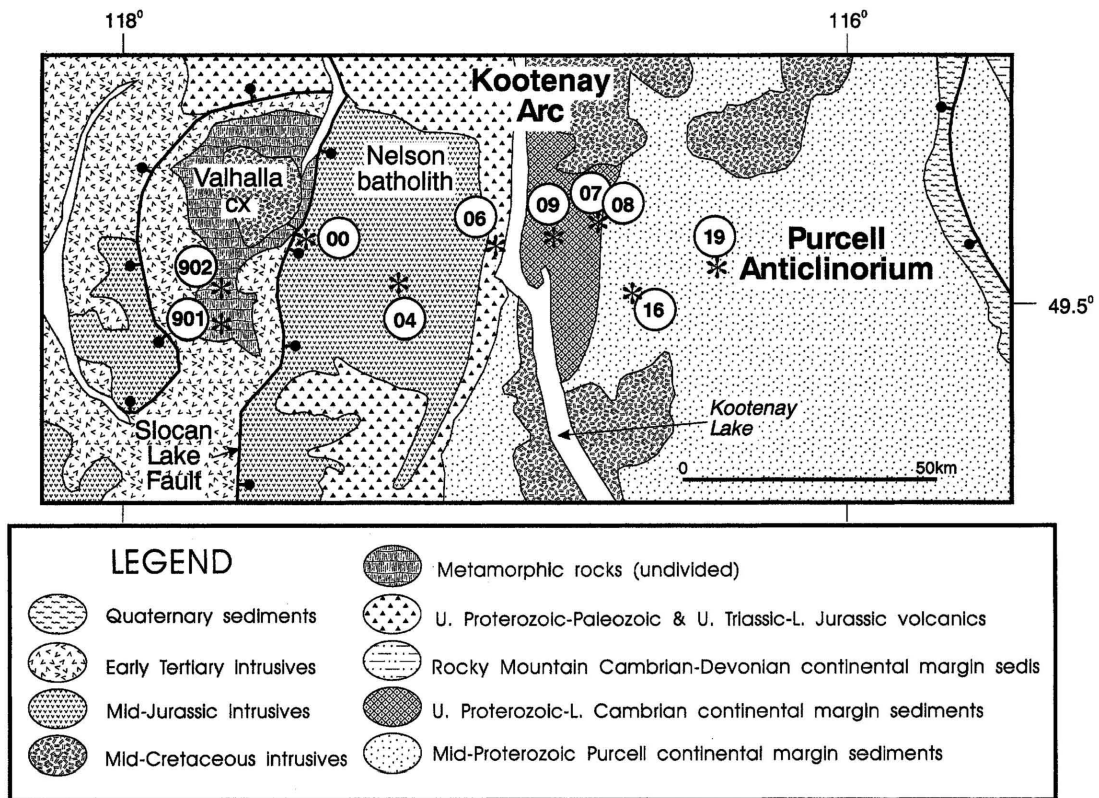 118⁰
116⁰
Kootenay
Arc
Nelson
batholith
Valhalla
cx
06
09
07
08
00
19
Purcell
Anticlinorium
902
901
04
16
49.5⁰
Kootenay
Lake
Slocan
Lake
Fault
0
50km
LEGEND
Quaternary sediments
Early Tertiary intrusives
Mid-Jurassic intrusives
Mid-Cretaceous intrusives
Metamorphic rocks (undivided)
U. Proterozoic-Paleozoic & U. Triassic-L. Jurassic volcanics
Rocky Mountain Cambrian-Devonian continental margin sedis
U. Proterozoic-L. Cambrian continental margin sediments
Mid-Proterozoic Purcell continental margin sediments